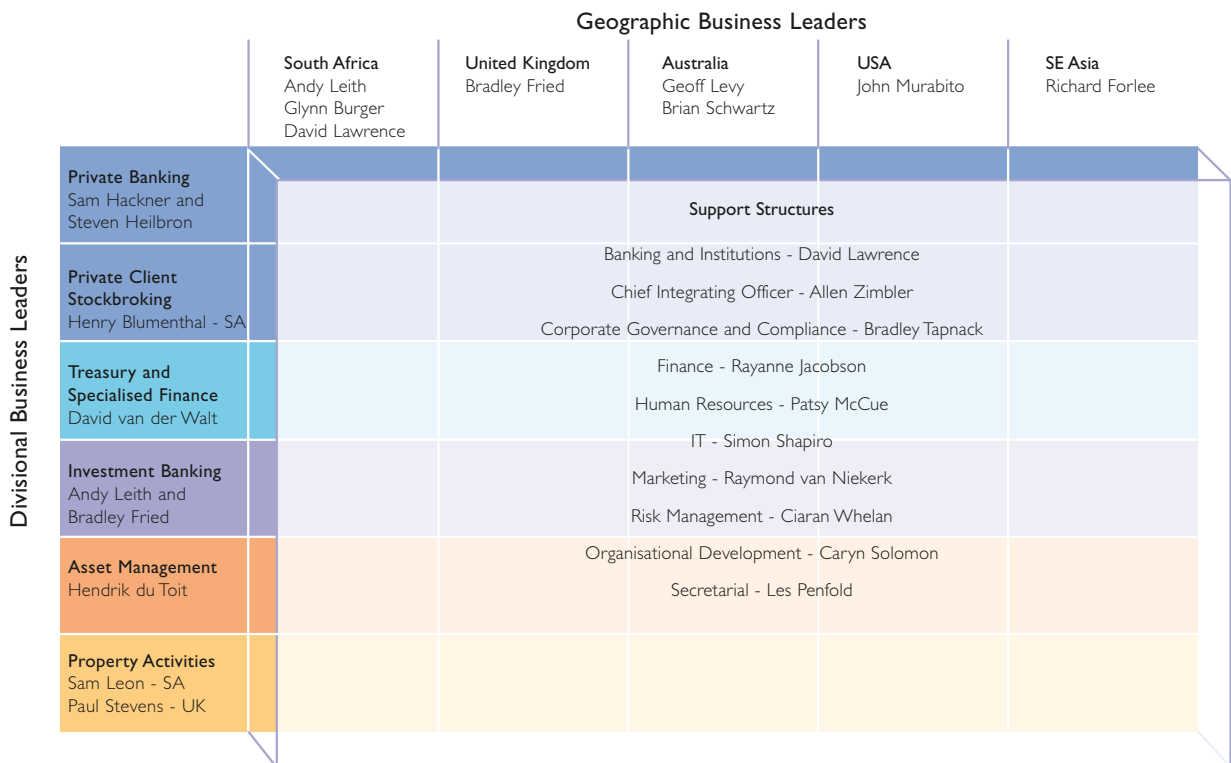 Geographic Business Leaders
South Africa
Andy Leith
Glynn Burger
David Lawrence
United Kingdom
Bradley Fried
Australia
Geoff Levy
Brian Schwartz
USA
John Murabito
SE Asia
Richard Forlee
Divisional Business Leaders
Private Banking
Sam Hackner and
Steven Heilbron
Private Client
Stockbroking
Henry Blumenthal - SA
Treasury and
Specialised Finance
David van der Walt
Investment Banking
Andy Leith and
Bradley Fried
Asset Management
Hendrik du Toit
Property Activities
Sam Leon - SA
Paul Stevens - UK
Support Structures
Banking and Institutions - David Lawrence
Chief Integrating Officer - Allen Zimbler
Corporate Governance and Compliance - Bradley Tapnack
Finance - Rayanne Jacobson
Human Resources - Patsy McCue
IT - Simon Shapiro
Marketing - Raymond van Niekerk
Risk Management - Ciaran Whelan
Organisational Development - Caryn Solomon
Secretarial - Les Penfold